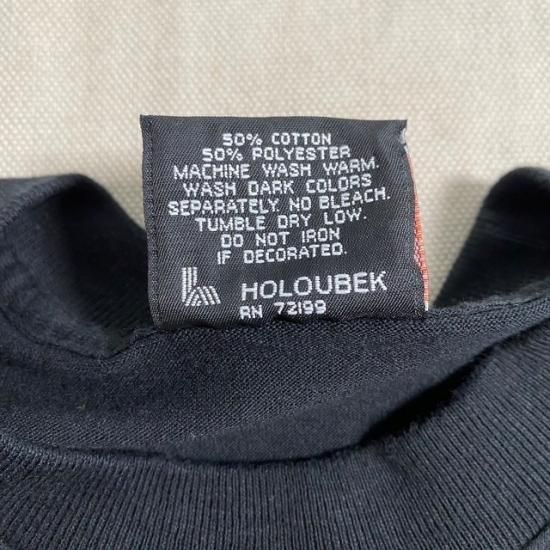 50% COTTON
50% POLYESTER
MACHINE WASH WARM.
WASH DARK COLORS
SEPARATELY. NO BLEACH.
TUMBLE DRY LOW.
DO NOT IRON
IF DECORATED.
HOLOUBEK
RN 72199